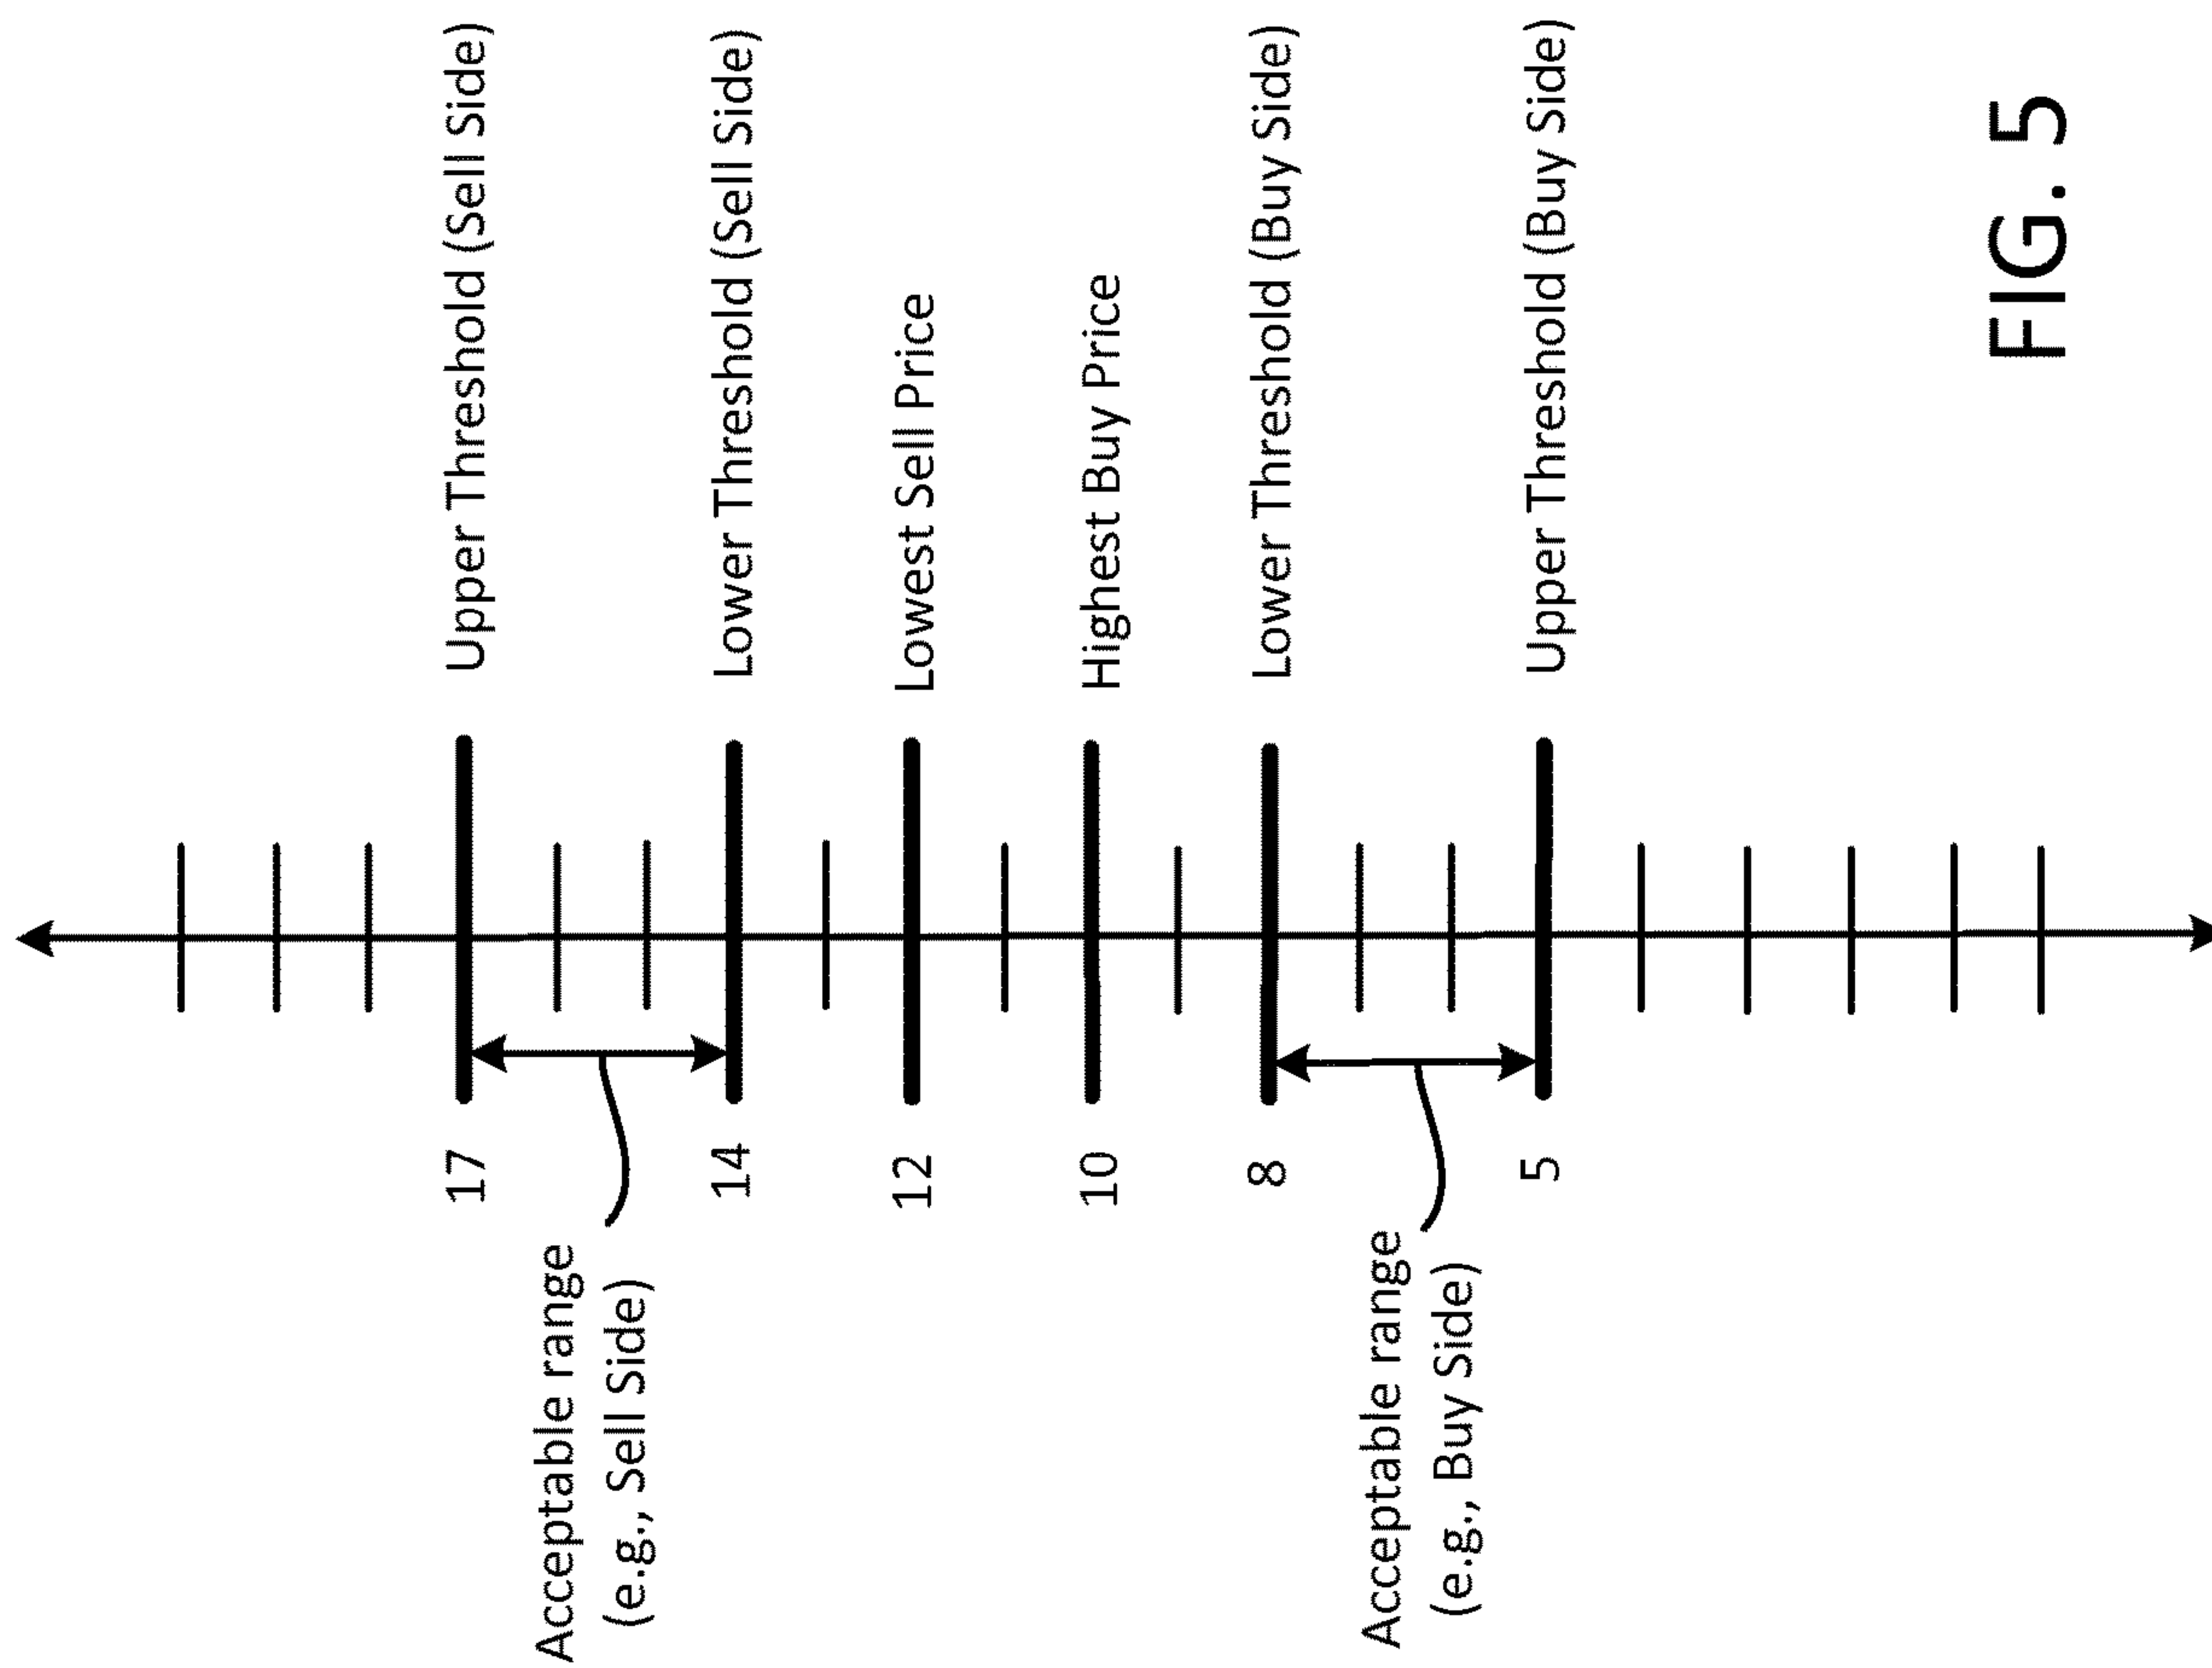 17
Upper Threshold (Sell Side)
Acceptable range
(e.g., Sell Side)
14
Lower Threshold (Sell Side)
12
Lowest Sell Price
10
Highest Buy Price
8
Lower Threshold (Buy Side)
Acceptable range
(e.g., Buy Side)
5
Upper Threshold (Buy Side)
FIG. 5